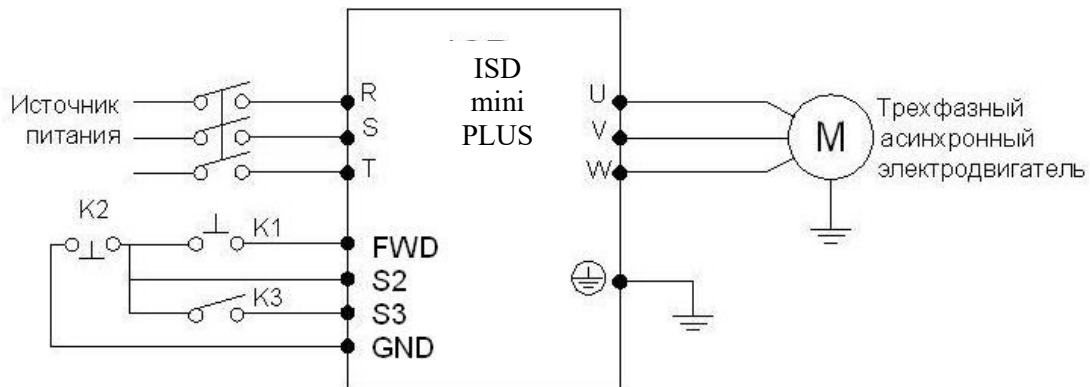 ISD
mini
PLUS
Источник
питания
R
S
T
U
V
W
M
Трехфазный
асинхронный
электродвигатель
K2
K1
K3
FWD
S2
S3
GND